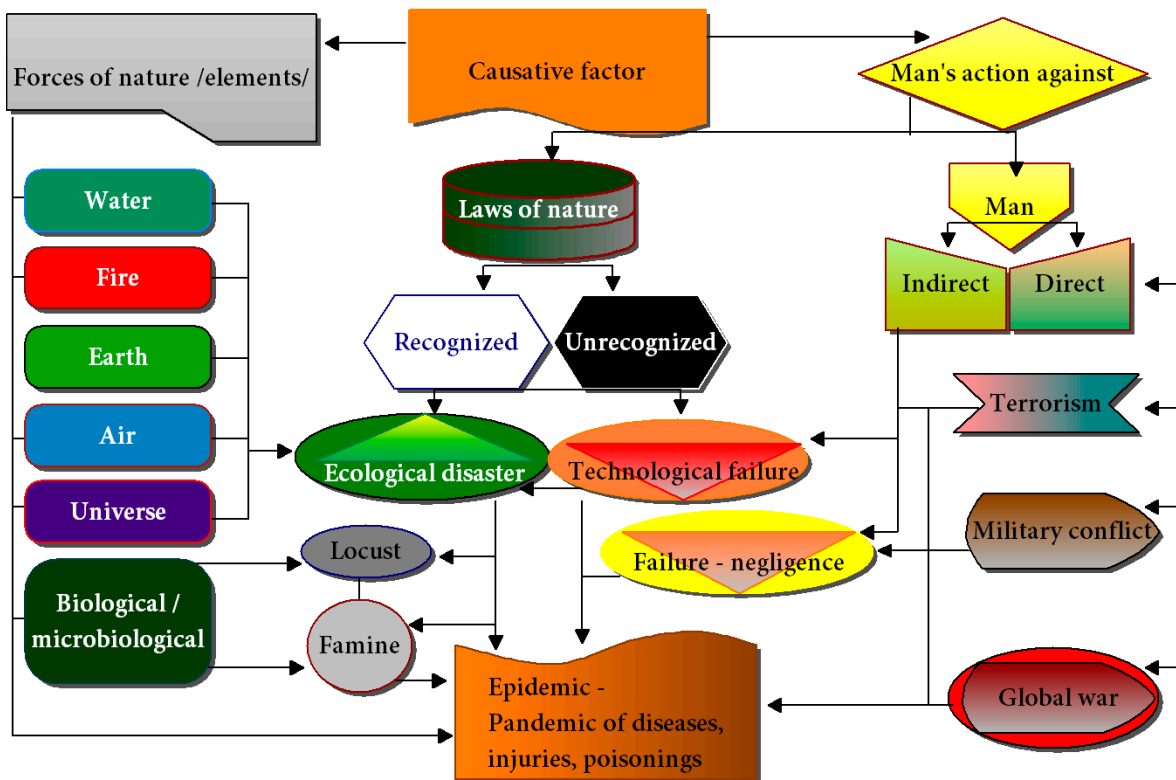 Forces of nature /elements/
Causative factor
Man's action against
Water
Laws of nature
Man
Fire
Indirect
Direct
Earth
Recognized
Unrecognized
Terrorism
Air
Ecological disaster
Technological failure
Universe
Military conflict
Locust
Failure - negligence
Biological /
microbiological
Famine
Epidemic -
Pandemic of diseases,
injuries, poisonings
Global war